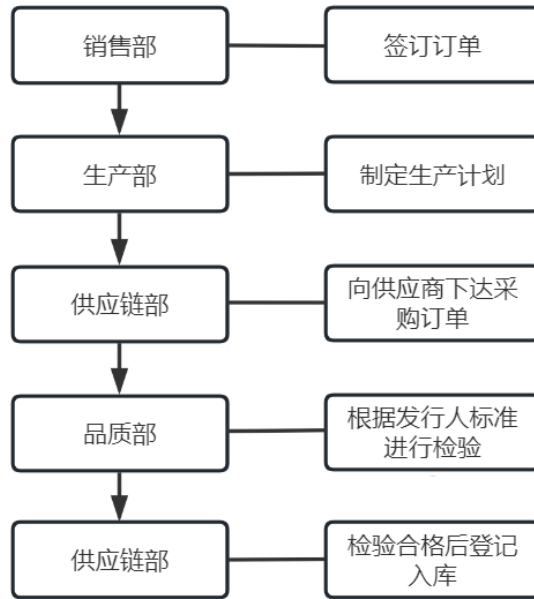 销售部
签订订单
生产部
制定生产计划
供应链部
向供应商下达采
购订单
品质部
根据发行人标准
进行检验
供应链部
检验合格后登记
入库